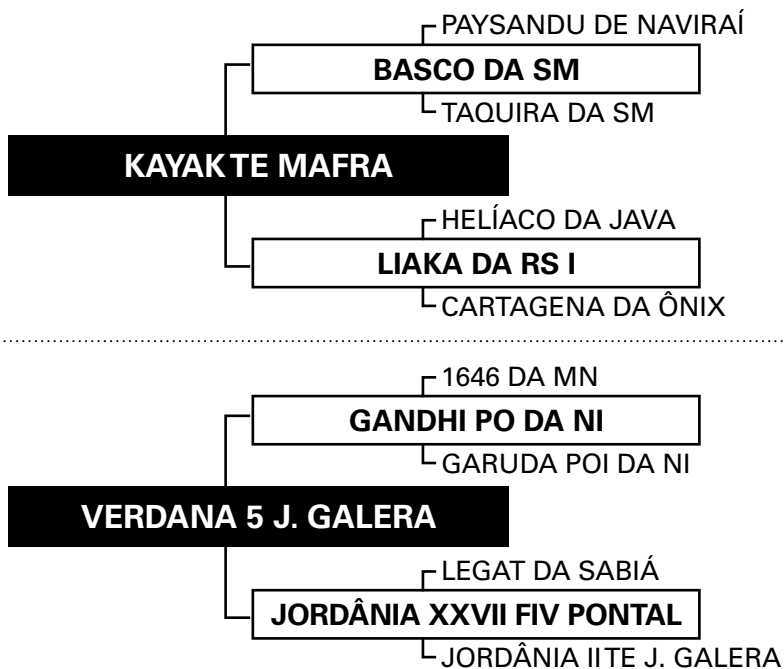 PAYSANDU DE NAVIRAÍ
BASCO DA SM
TAQUIRA DA SM
KAYAK TE MAFRA
HELÍACO DA JAVA
LIAKA DA RS I
CARTAGENA DA ÔNIX
1646 DA MN
GANDHI PO DA NI
GARUDA POI DA NI
VERDANA 5 J. GALERA
LEGAT DA SABIÁ
JORDÂNIA XXVII FIV PONTAL
JORDÂNIA II TE J. GALERA